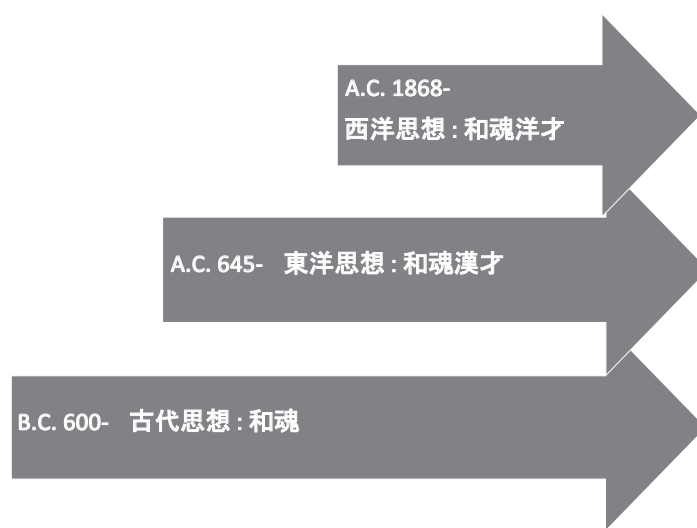 A.C. 1868-
西洋思想 : 和魂洋才
A.C. 645- 東洋思想 : 和魂漢才
B.C. 600- 古代思想 : 和魂